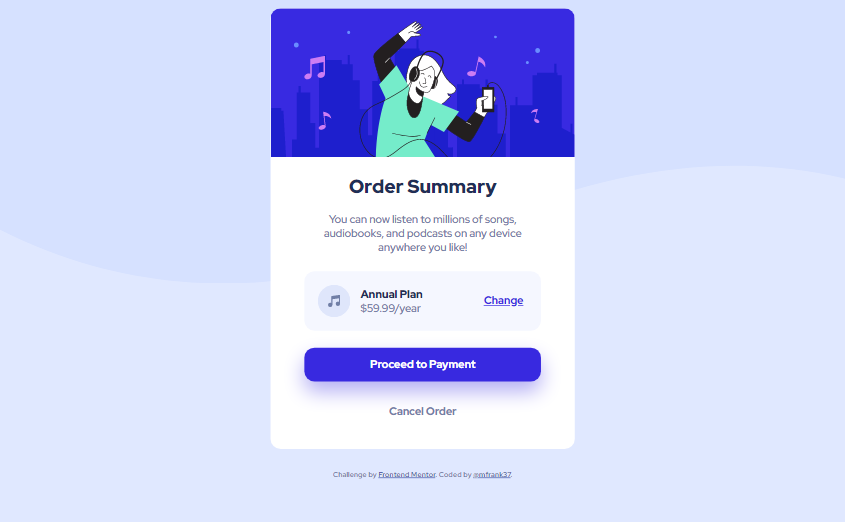 Order Summary
You can now listen to millions of songs,
audiobooks, and podcasts on any device
anywhere you like!
Annual Plan
$59.99/year
Change
Proceed to Payment
Cancel Order
Challenge by Frontend Mentor. Coded by @mfrank37.